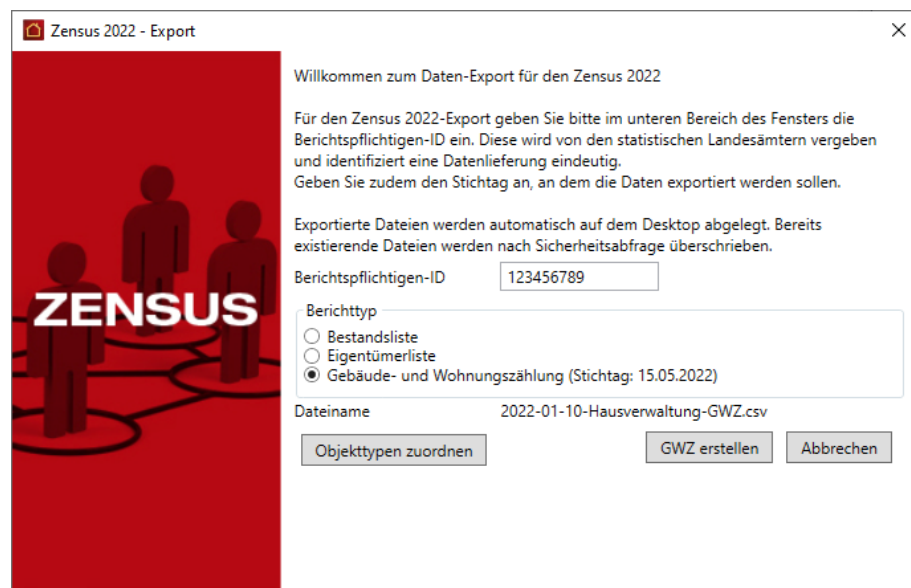 Zensus 2022 - Export
Willkommen zum Daten-Export für den Zensus 2022
Für den Zensus 2022-Export geben Sie bitte im unteren Bereich des Fensters die
Berichtspflichtigen-ID ein. Diese wird von den statistischen Landesämtern vergeben
und identifiziert eine Datenlieferung eindeutig.
Geben Sie zudem den Stichtag an, an dem die Daten exportiert werden sollen.
Exportierte Dateien werden automatisch auf dem Desktop abgelegt. Bereits
existierende Dateien werden nach Sicherheitsabfrage überschrieben.
Berichtspflichtigen-ID 123456789
ZENSUS
Berichttyp
Bestandsliste
Eigentümerliste
Gebäude- und Wohnungszählung (Stichtag: 15.05.2022)
Dateiname 2022-01-10-Hausverwaltung-GWZ.csv
Objekttypen zuordnen GWZ erstellen Abbrechen